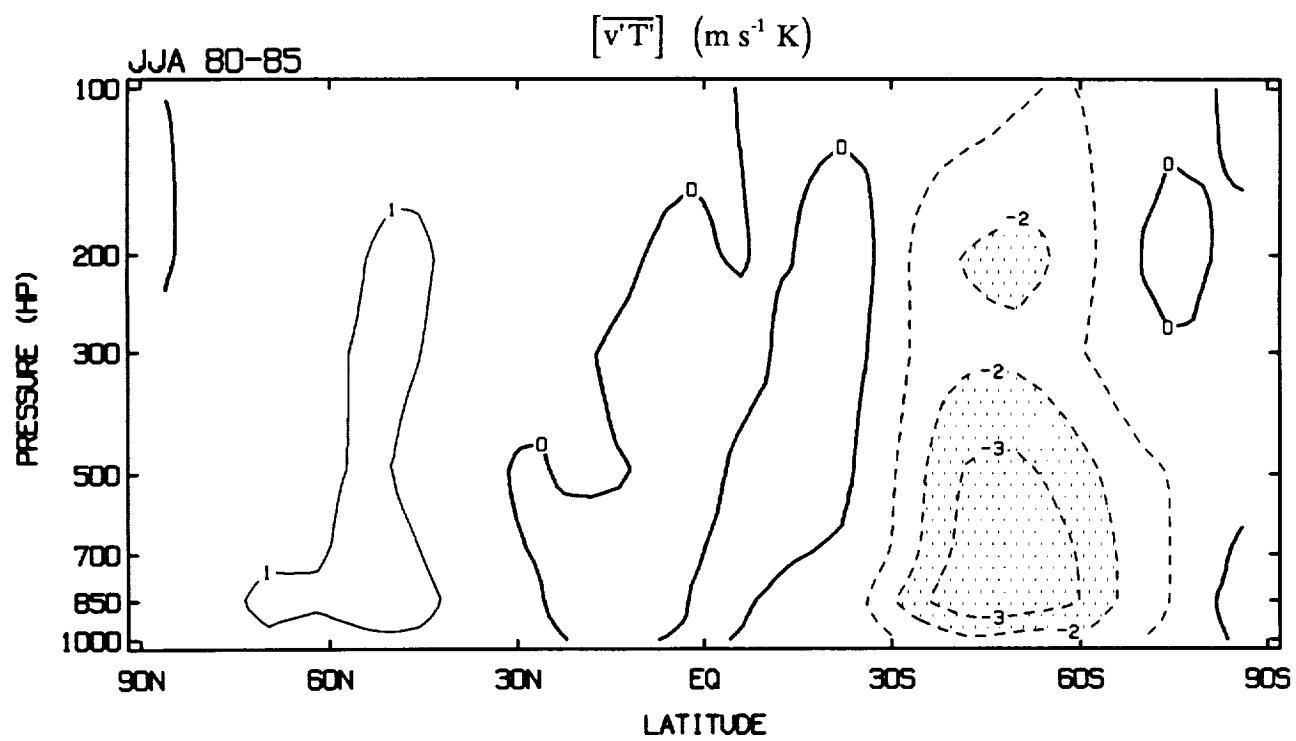 [v'T'] (m s⁻¹ K)
JJA 80-85
100
200
300
500
700
850
1000
PRESSURE (HP)
90N
60N
30N
EQ
30S
60S
90S
LATITUDE
1
1
0
0
0
0
0
-2
-2
-3
-3
-2